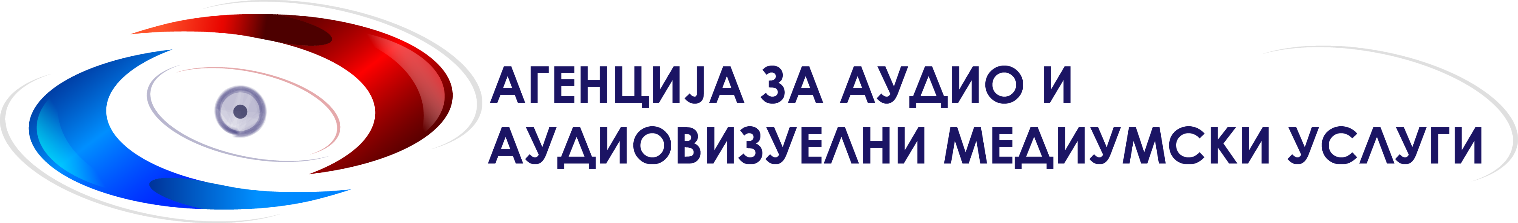 АГЕНЦИЈА ЗА АУДИО И
АУДИОВИЗУЕЛНИ МЕДИУМСКИ УСЛУГИ